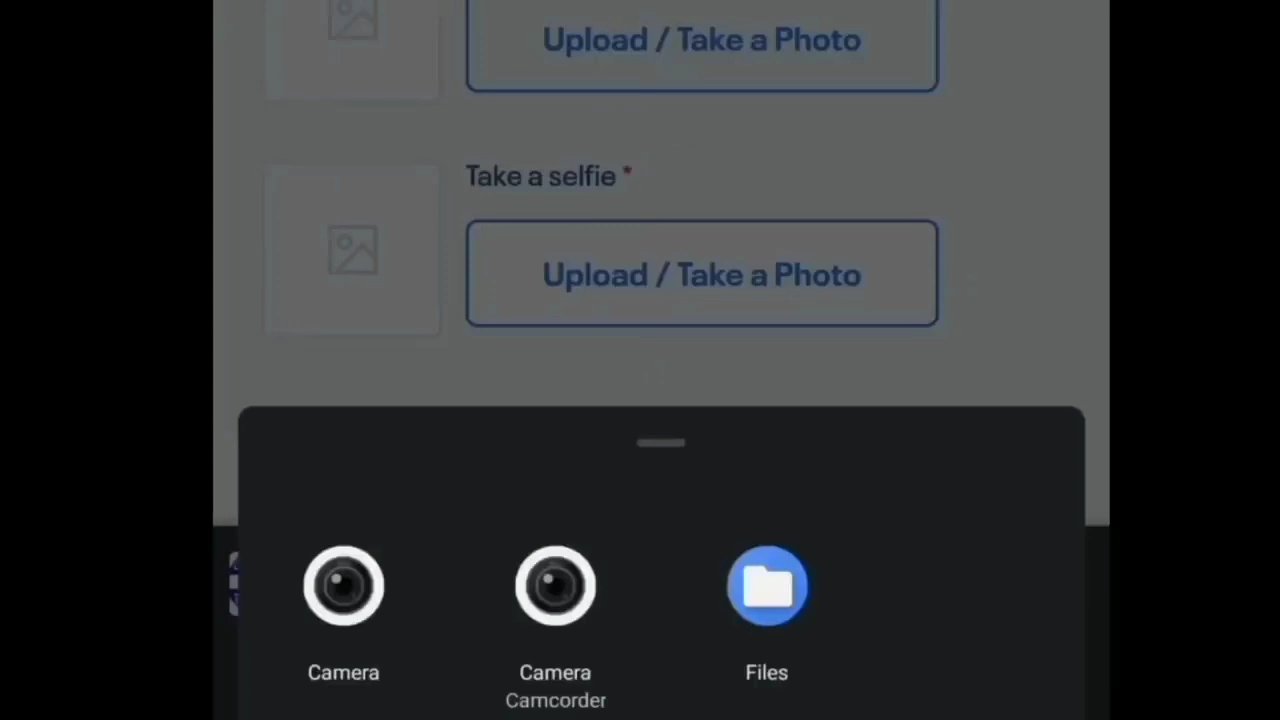 Upload / Take a Photo
Take a selfie *
Upload / Take a Photo
Camera
Camera
Files
Camcorder